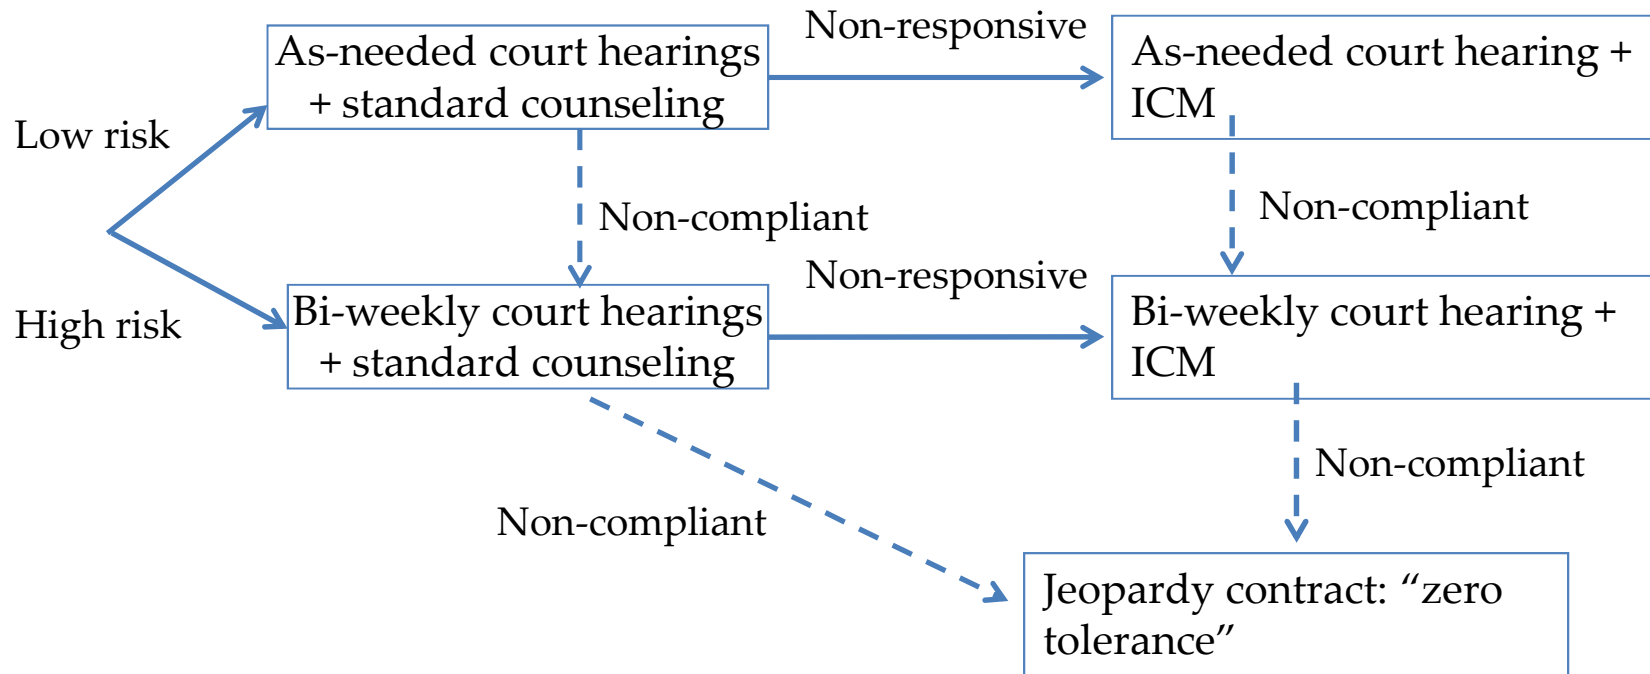 Non-responsive
As-needed court hearings
+ standard counseling
As-needed court hearing +
ICM
Low risk
Non-compliant
Non-compliant
Non-responsive
High risk
Bi-weekly court hearings
+ standard counseling
Bi-weekly court hearing +
ICM
Non-compliant
Non-compliant
Jeopardy contract: “zero
tolerance”